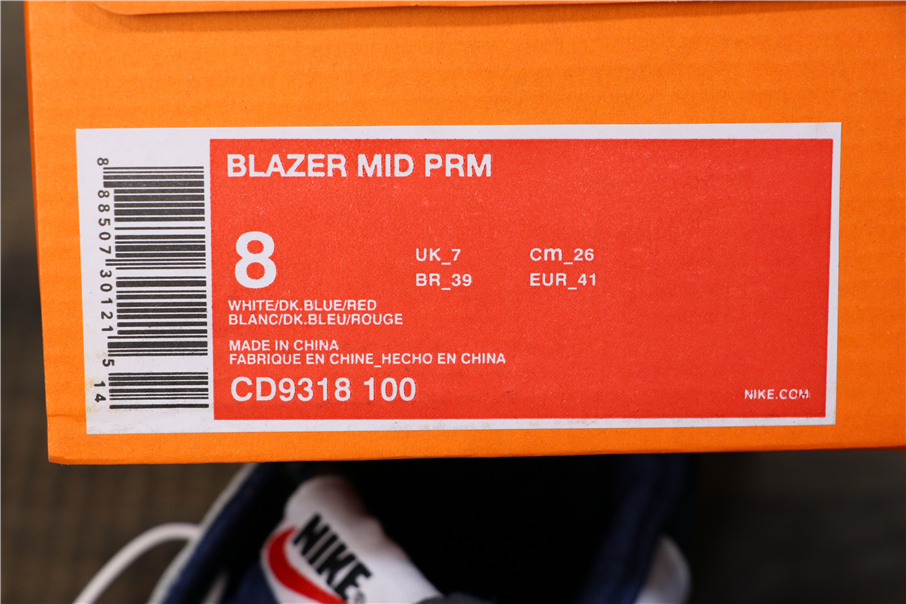 BLAZER MID PRM
8
UK_7 Cm_26
BR_39 EUR_41
WHITE/DK.BLUE/RED
BLANC/DK.BLEU/ROUGE
MADE IN CHINA
FABRIQUE EN CHINE_HECHO EN CHINA
CD9318 100
NIKE.COM
8 88507 30121 5 14
NIKE